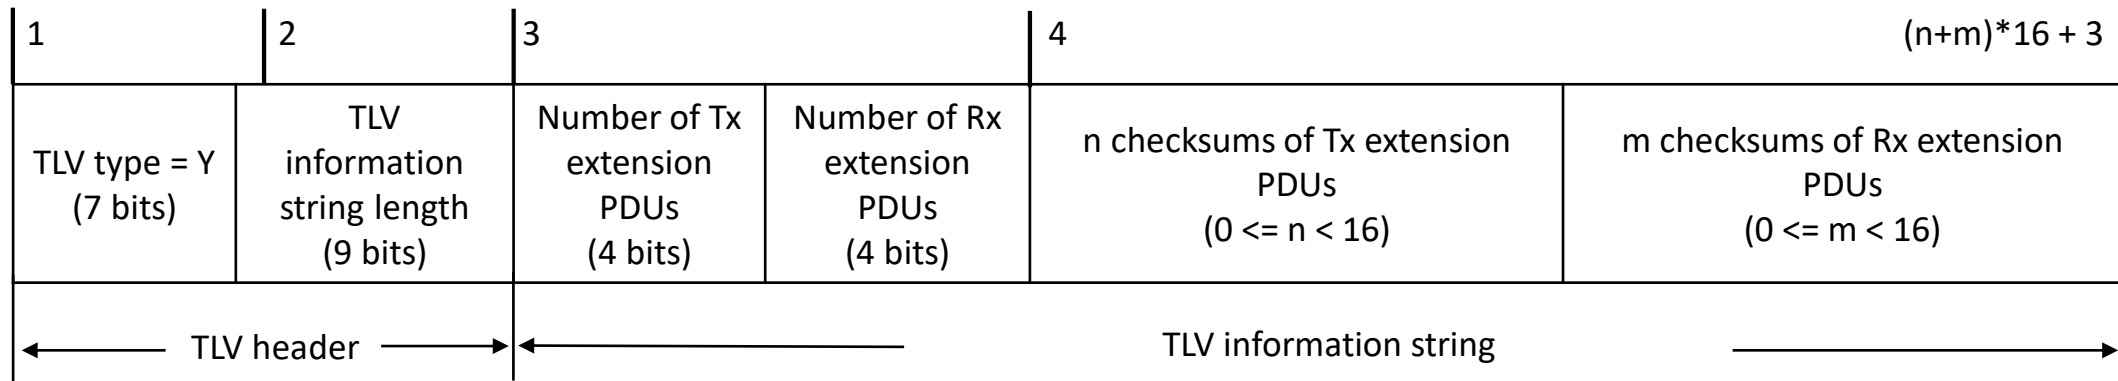 1 2 3 4 (n+m)*16 + 3
TLV type = Y
(7 bits)
TLV
information
string length
(9 bits)
Number of Tx
extension
PDUs
(4 bits)
Number of Rx
extension
PDUs
(4 bits)
n checksums of Tx extension
PDUs
(0 <= n < 16)
m checksums of Rx extension
PDUs
(0 <= m < 16)
TLV header
TLV information string